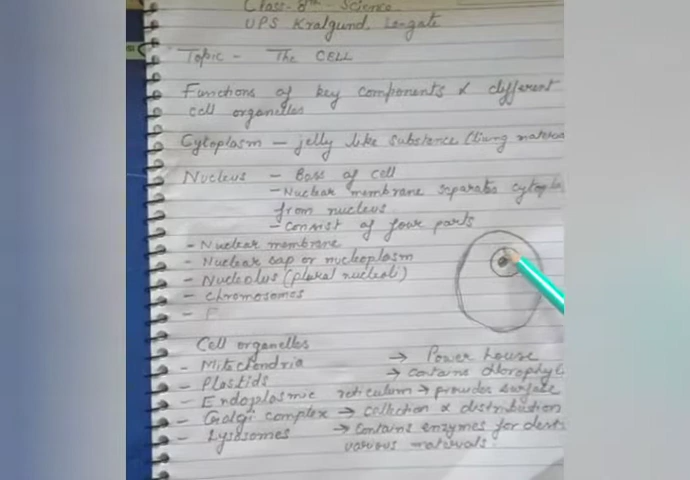 Class - 8th - Science
UPS Kralgund, La-gate
Topic - The CELL
Functions of key components & different
cell organelles
Cytoplasm - jelly like substance (living material
Nucleus - Boss of cell
- Nuclear membrane separates cytopla
from nucleus
- Consist of four parts
- Nuclear membrane
- Nuclear sap or nucleoplasm
- Nucleolus (plural nucleoli)
- Chromosomes
-
Cell organelles
- Mitochondria → Power house
- Plastids → contains chlorophyl
- Endoplasmic reticulum → provides surface
- Golgi complex → collection & distribution
- Lysosomes → contains enzymes for dest
various materials.